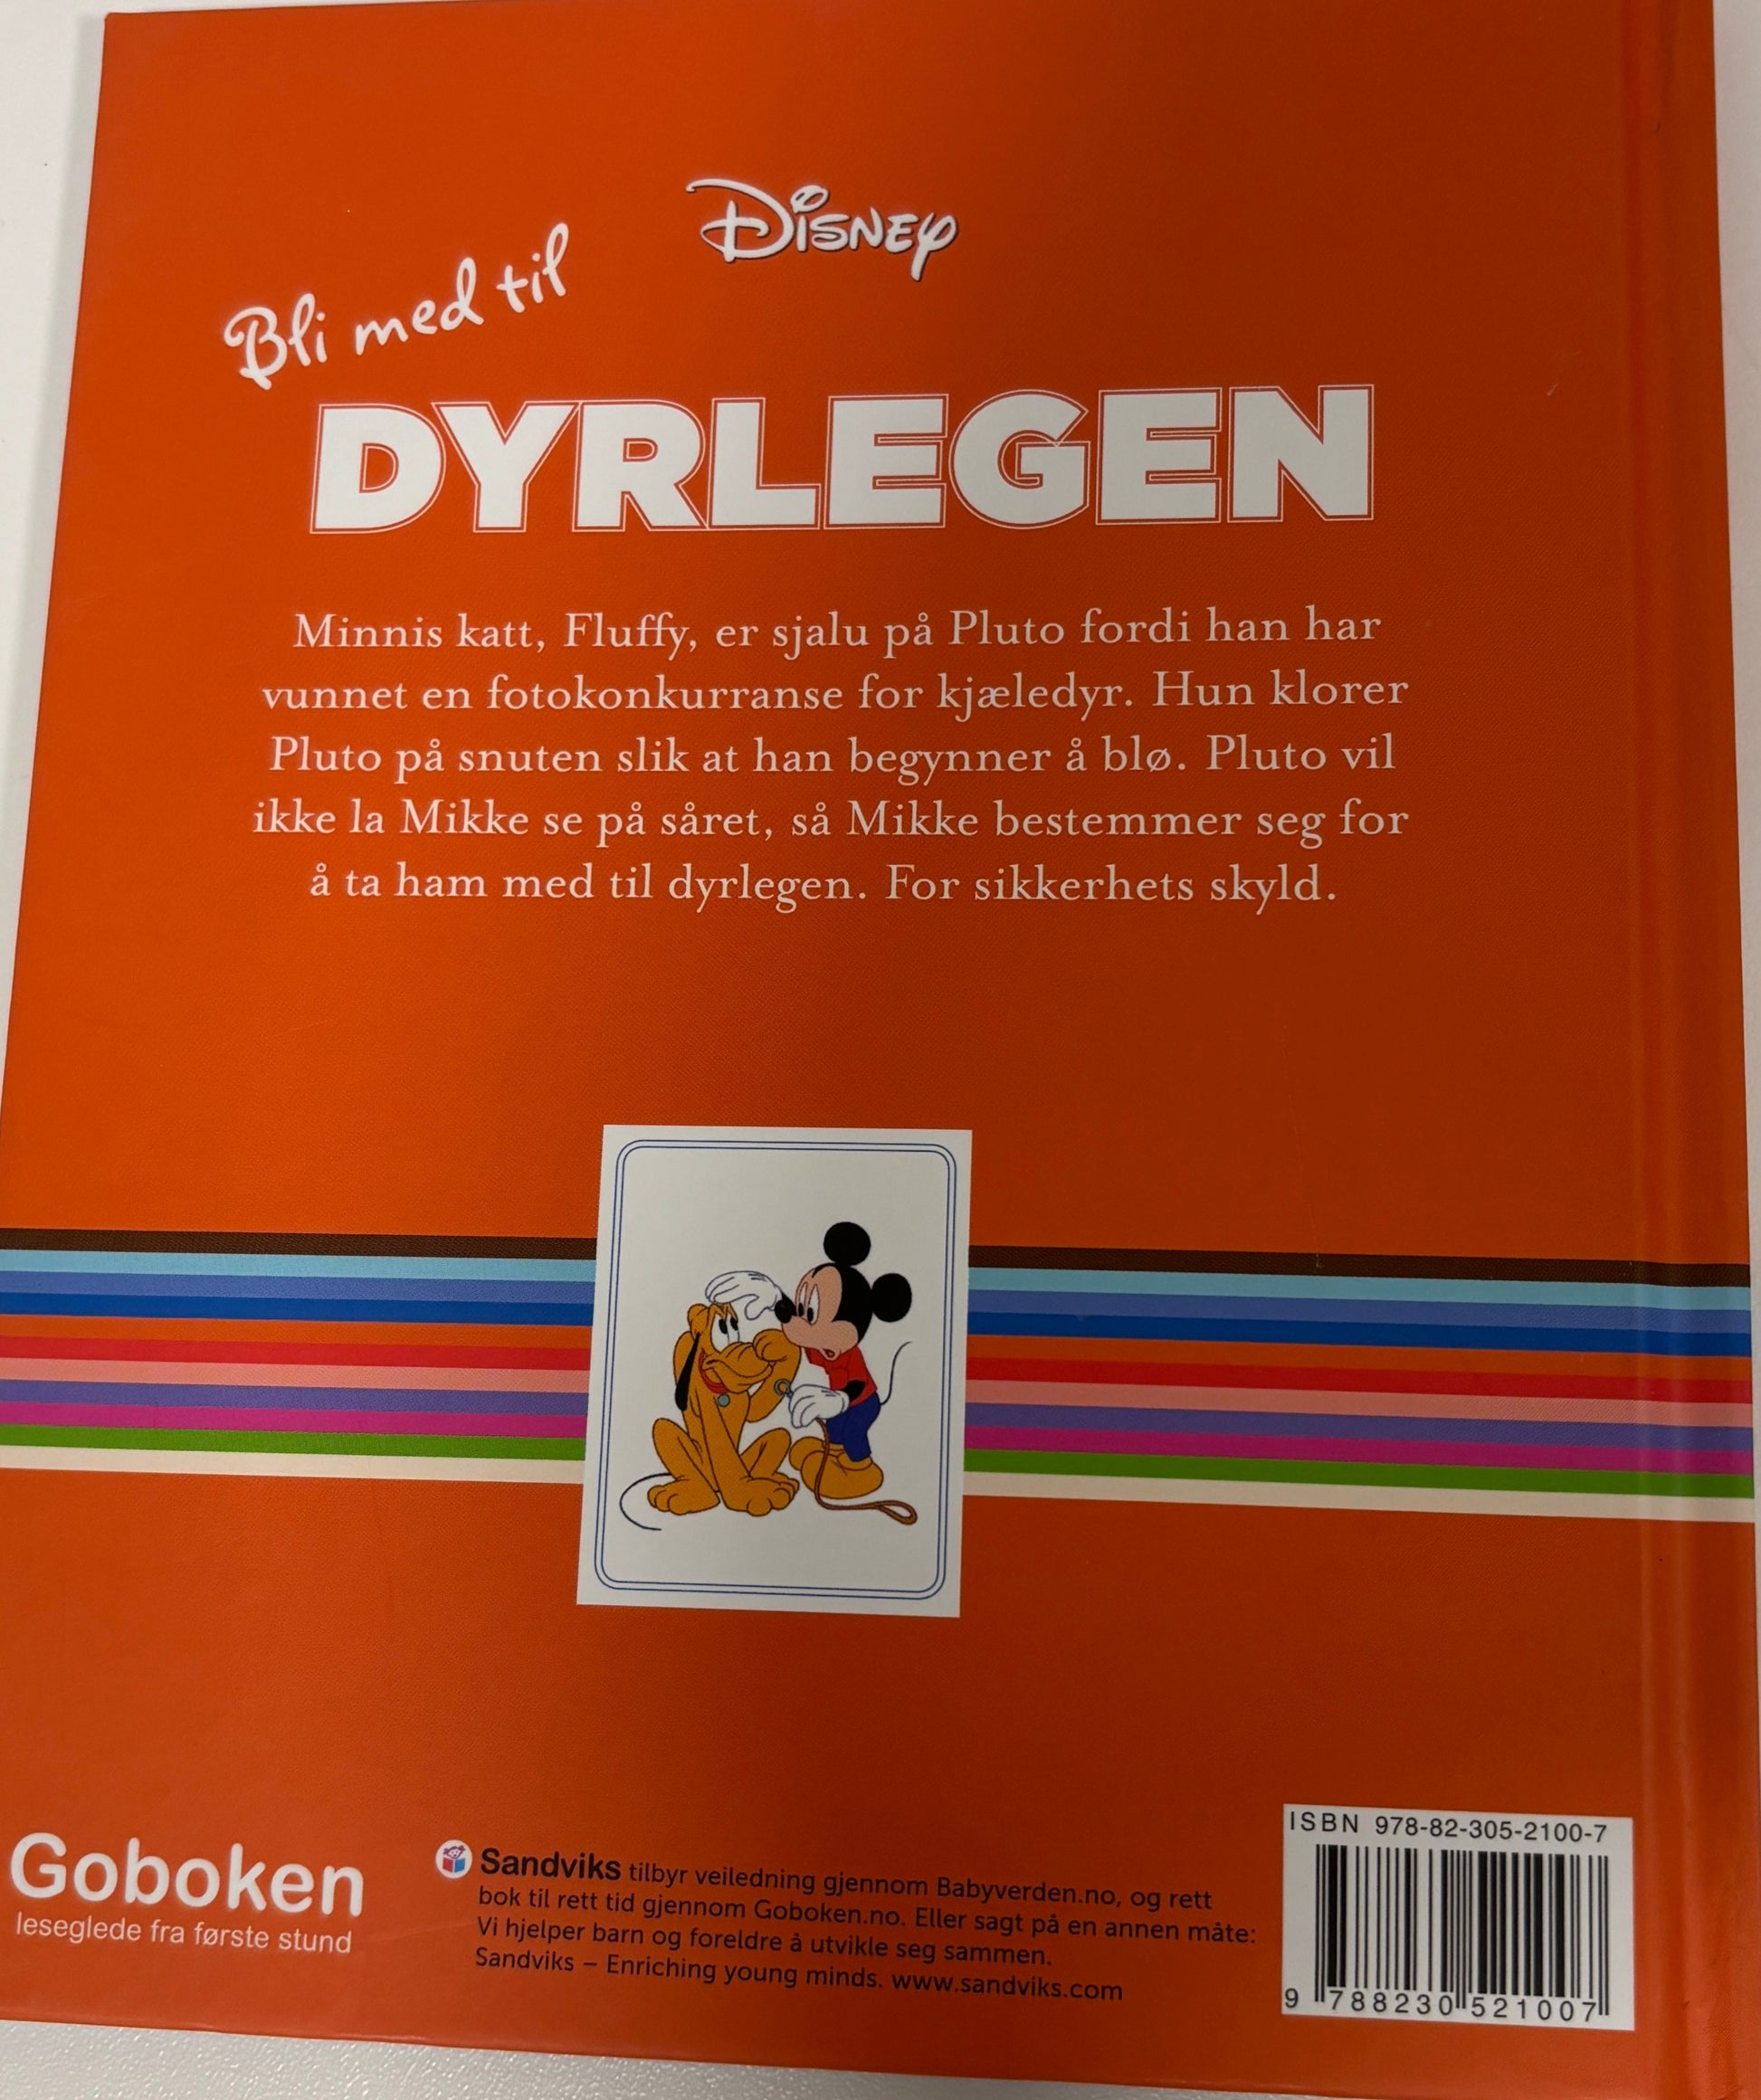 Disney
Bli med til
DYRLEGEN
Minnis katt, Fluffy, er sjalu på Pluto fordi han har
vunnet en fotokonkurranse for kjæledyr. Hun klorer
Pluto på snuten slik at han begynner å blø. Pluto vil
ikke la Mikke se på såret, så Mikke bestemmer seg for
å ta ham med til dyrlegen. For sikkerhets skyld.
Goboken
leseglede fra første stund
Sandviks tilbyr veiledning gjennom Babyverden.no, og rett
bok til rett tid gjennom Goboken.no. Eller sagt på en annen måte:
Vi hjelper barn og foreldre å utvikle seg sammen.
Sandviks – Enriching young minds. www.sandviks.com
ISBN 978-82-305-2100-7
9 788230 521007